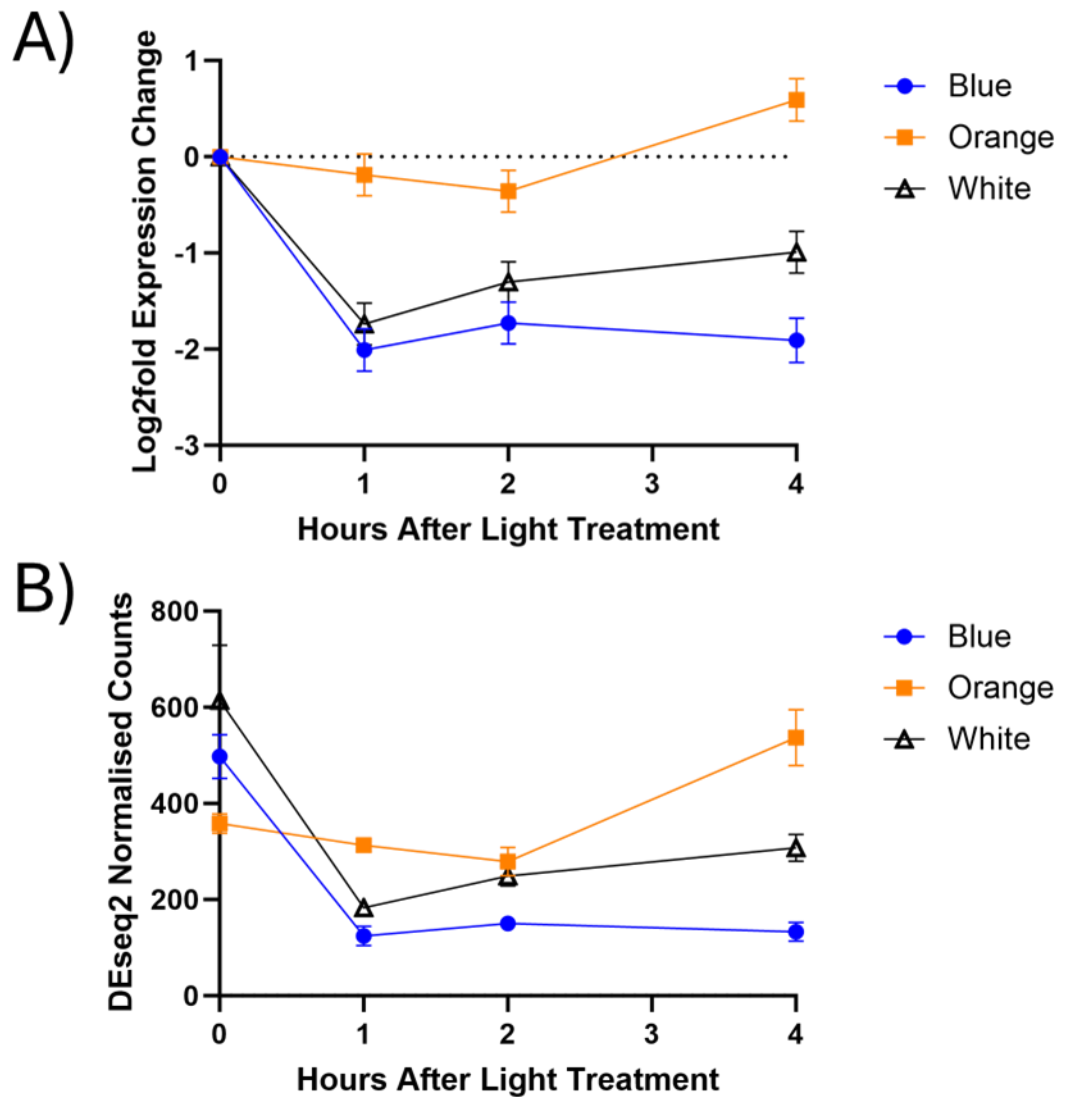 A)
Log2fold Expression Change
1
0
-1
-2
-3
0 1 2 3 4
Hours After Light Treatment
Blue
Orange
White
B)
DEseq2 Normalised Counts
800
600
400
200
0
0 1 2 3 4
Hours After Light Treatment
Blue
Orange
White